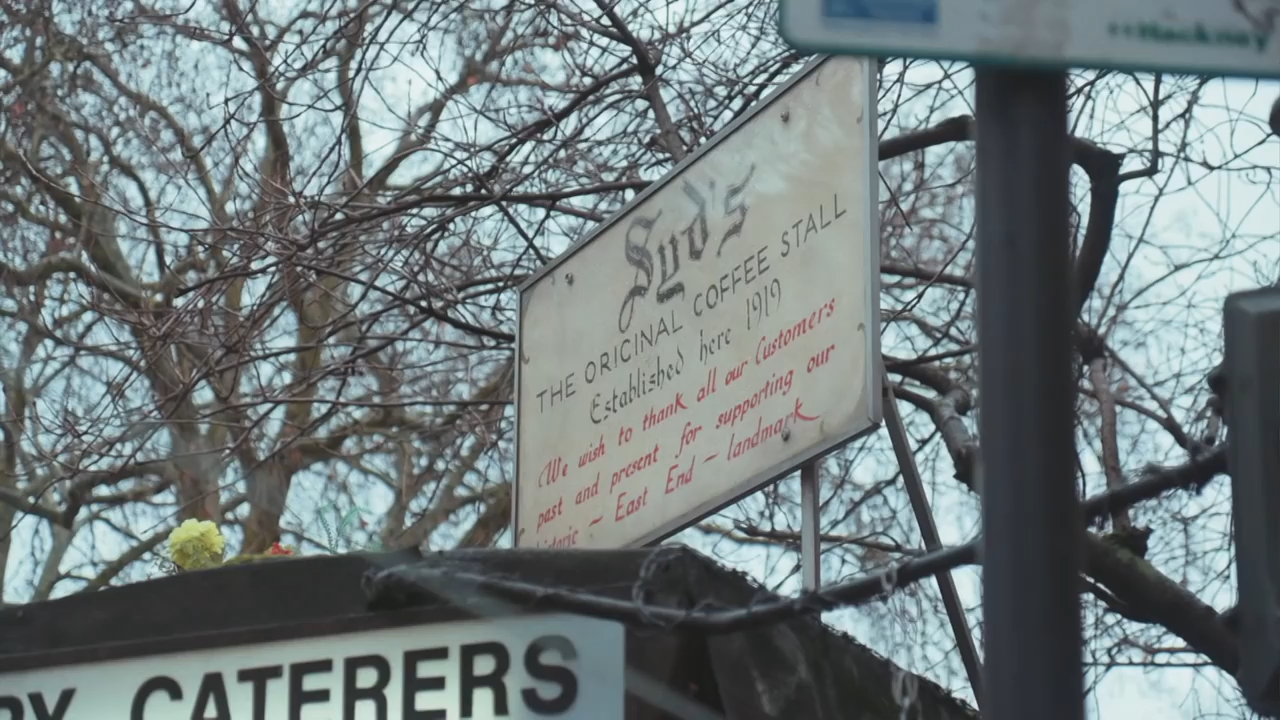 Hackney
Syd's
THE ORIGINAL COFFEE STALL
Established here 1919
We wish to thank all our Customers
past and present for supporting our
historic ~ East End ~ landmark
RY CATERERS